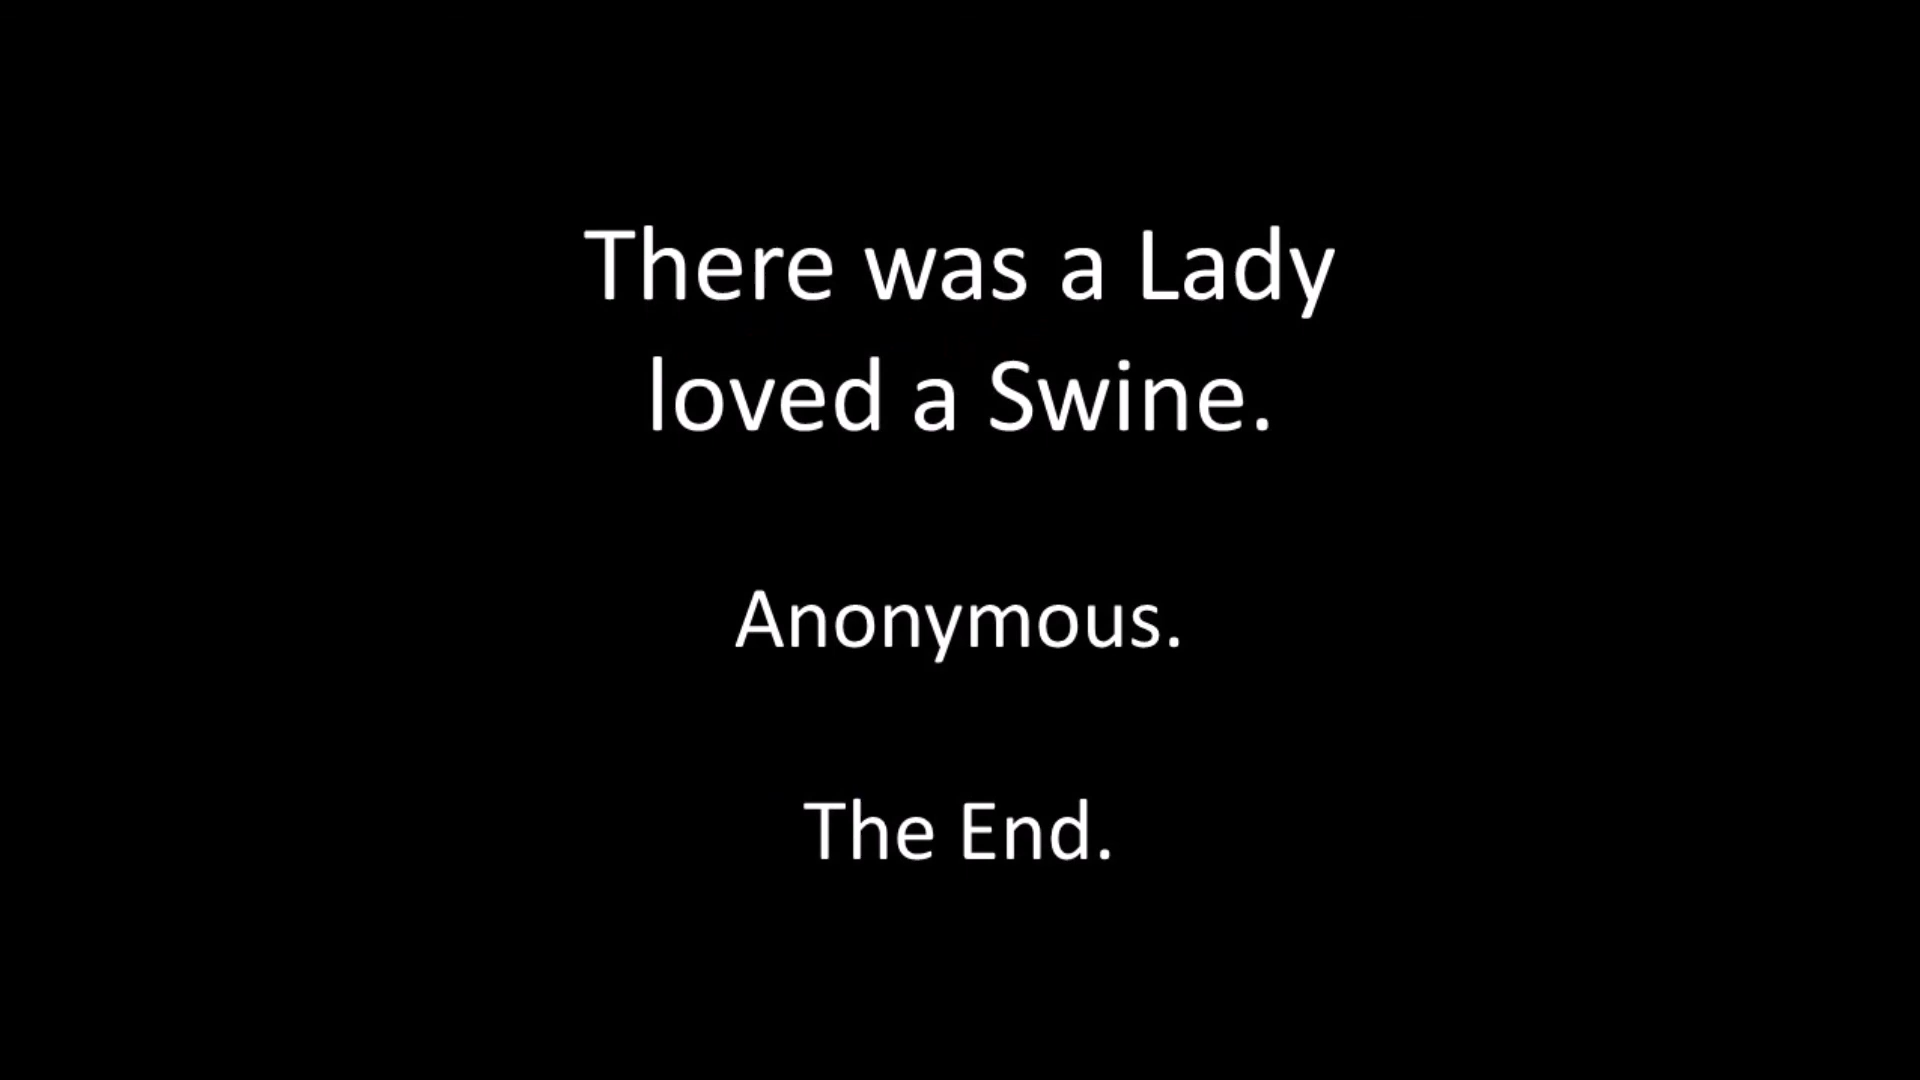 There was a Lady
loved a Swine.
Anonymous.
The End.